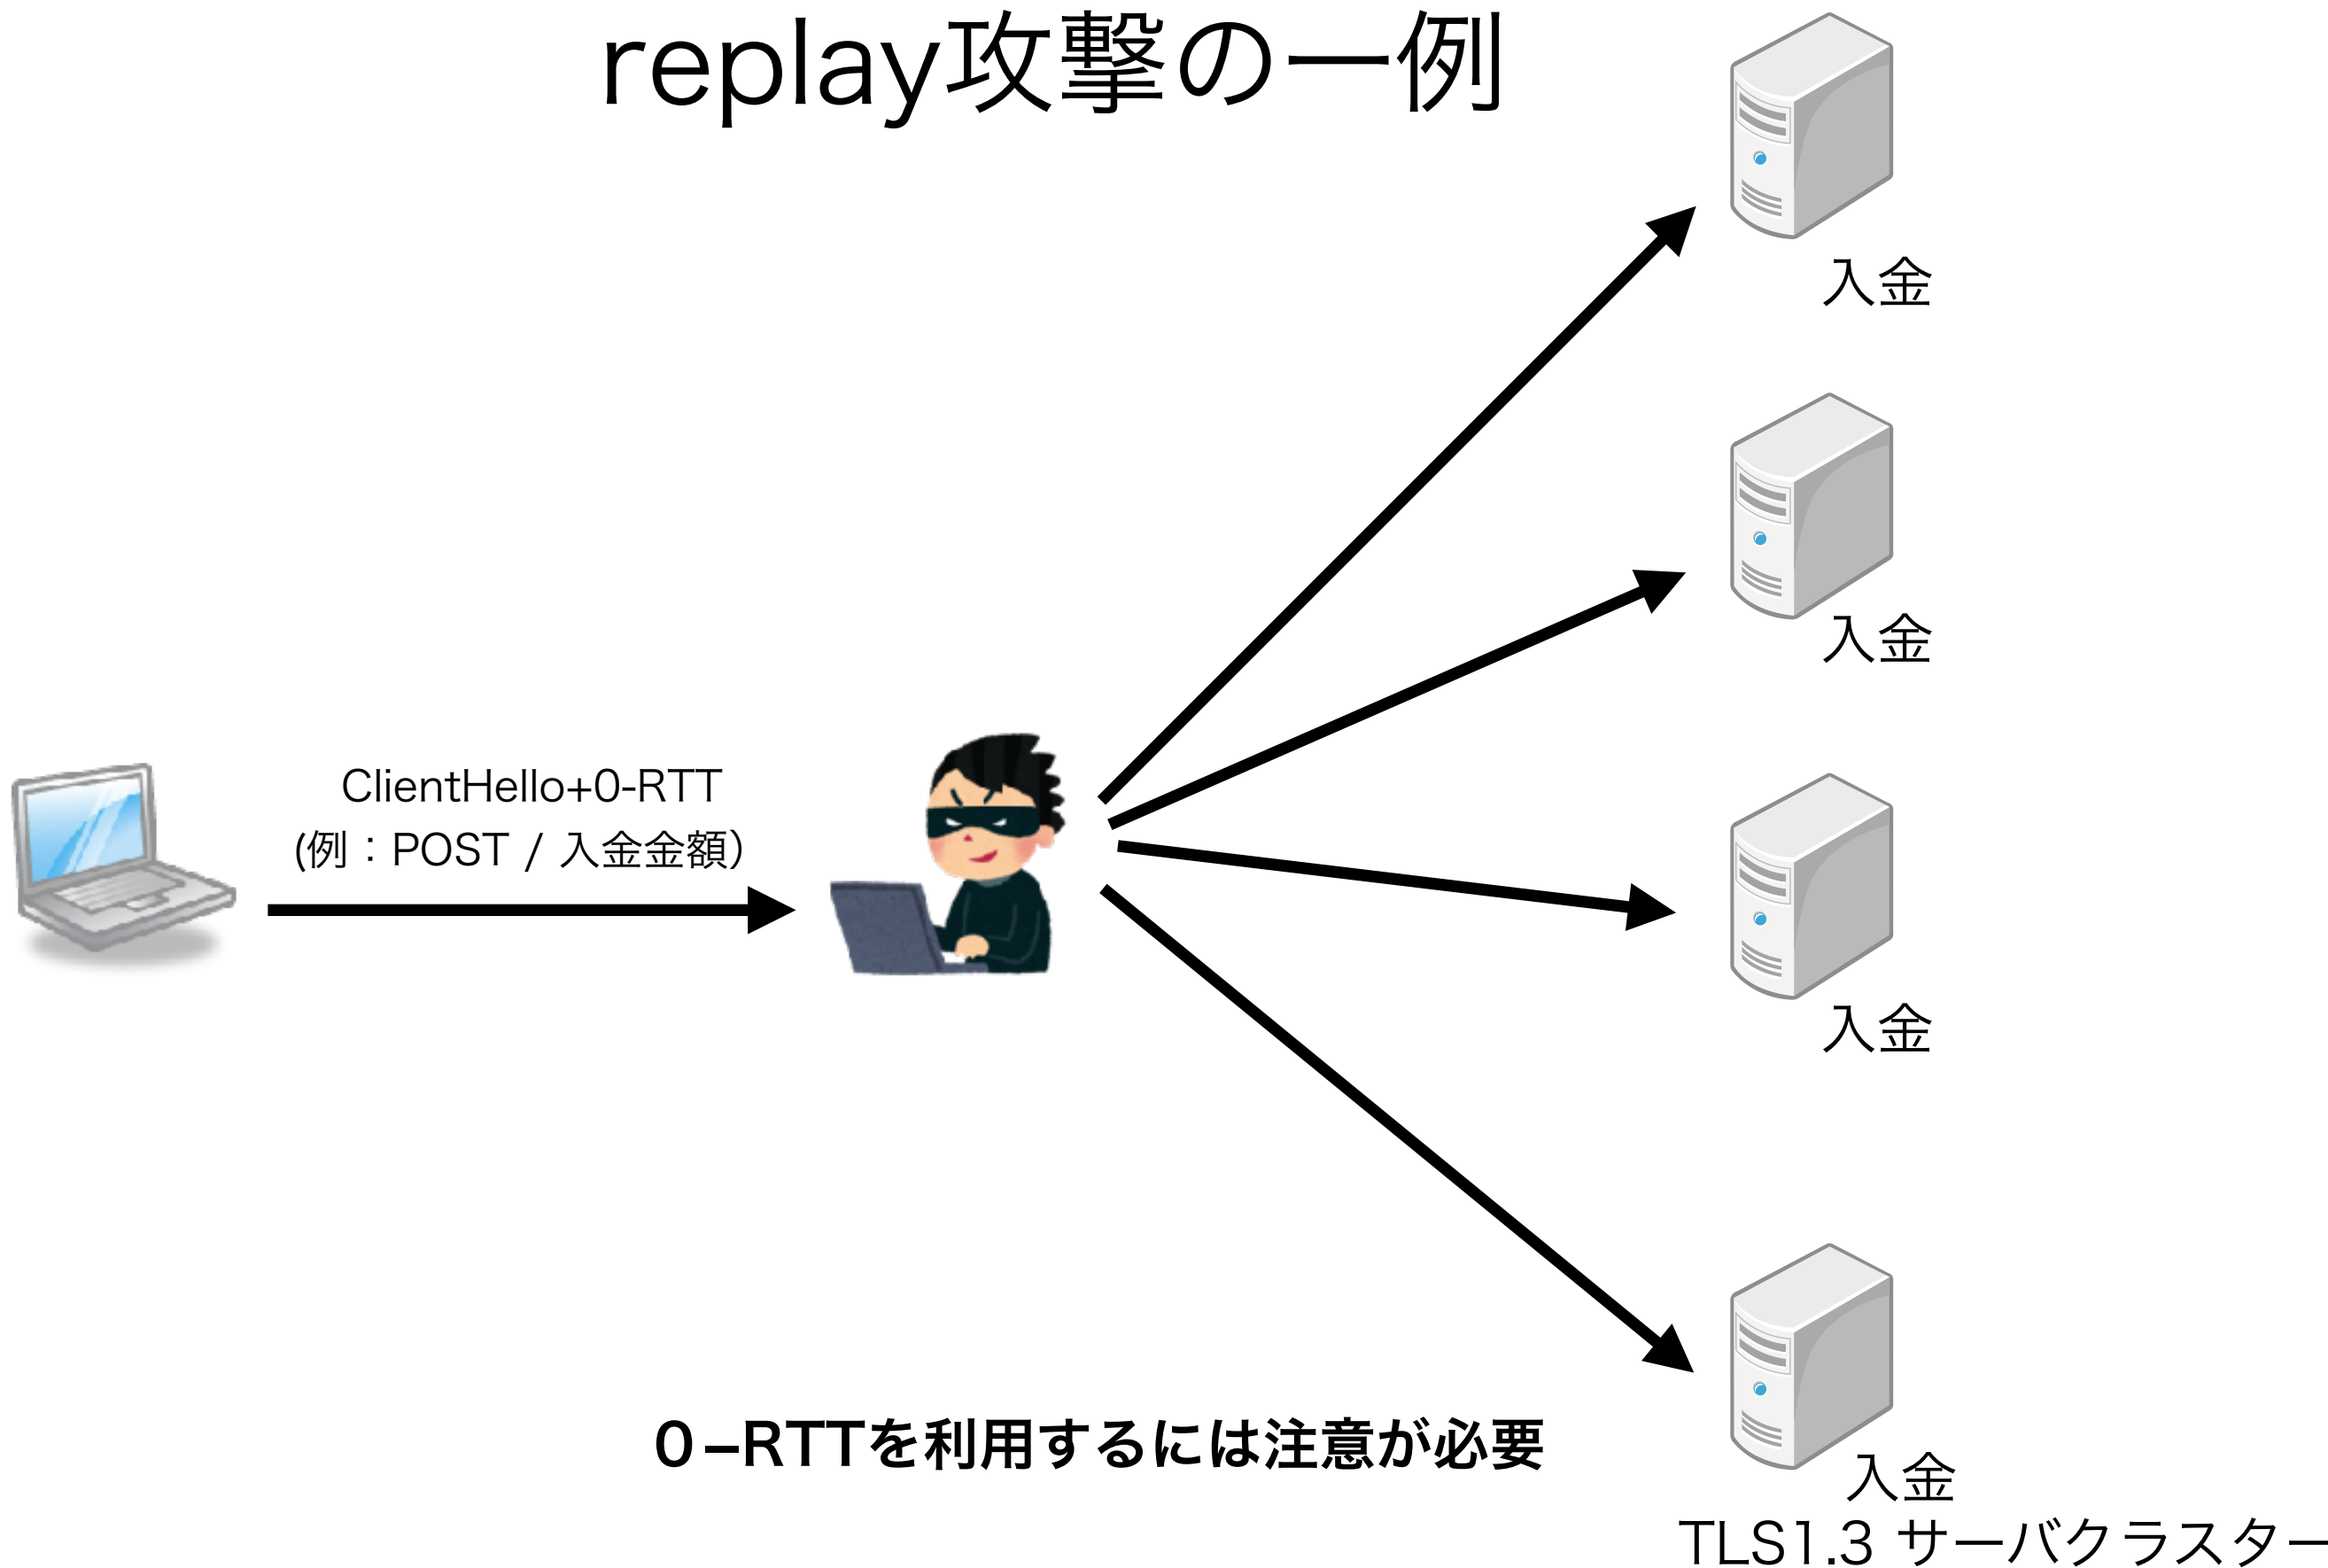 replay攻撃の一例
入金
入金
ClientHello+0-RTT
(例：POST / 入金金額）
入金
0−RTTを利用するには注意が必要
入金
TLS1.3 サーバクラスター